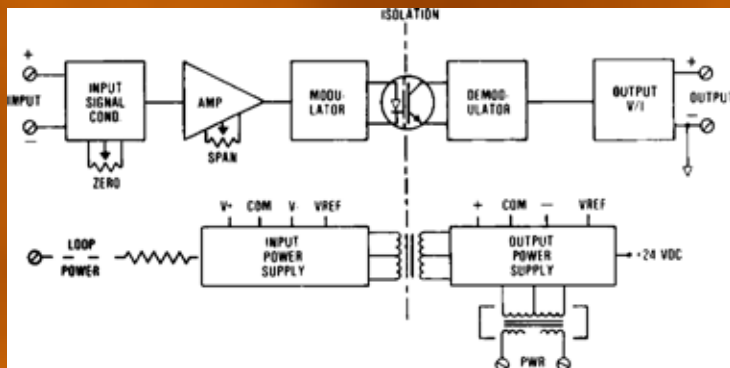 ISOLATION
+
INPUT
−
INPUT
SIGNAL
COND.
ZERO
AMP
SPAN
MODU-
LATOR
DEMOD-
ULATOR
OUTPUT
V/I
+
OUTPUT
−
V+ COM V- VREF
LOOP
POWER
INPUT
POWER
SUPPLY
+ COM − VREF
OUTPUT
POWER
SUPPLY
+24 VDC
PWR